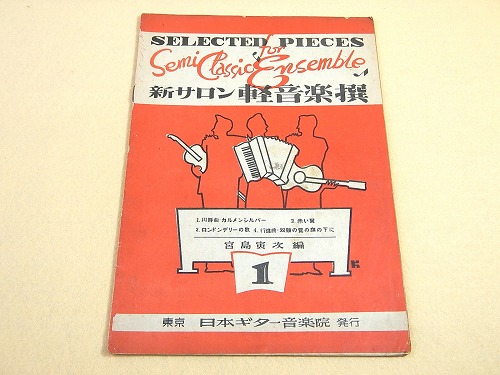 SELECTED PIECES
for
Semi Classic Ensemble
新サロン 軽音楽撰
1. 円舞曲・カルメンシルバー 2. 赤い翼
3. ロンドンデリーの歌 4. 行進曲・双頭の鷲の旗の下に
宮島寅次編
1
東京 日本ギター音楽院 発行